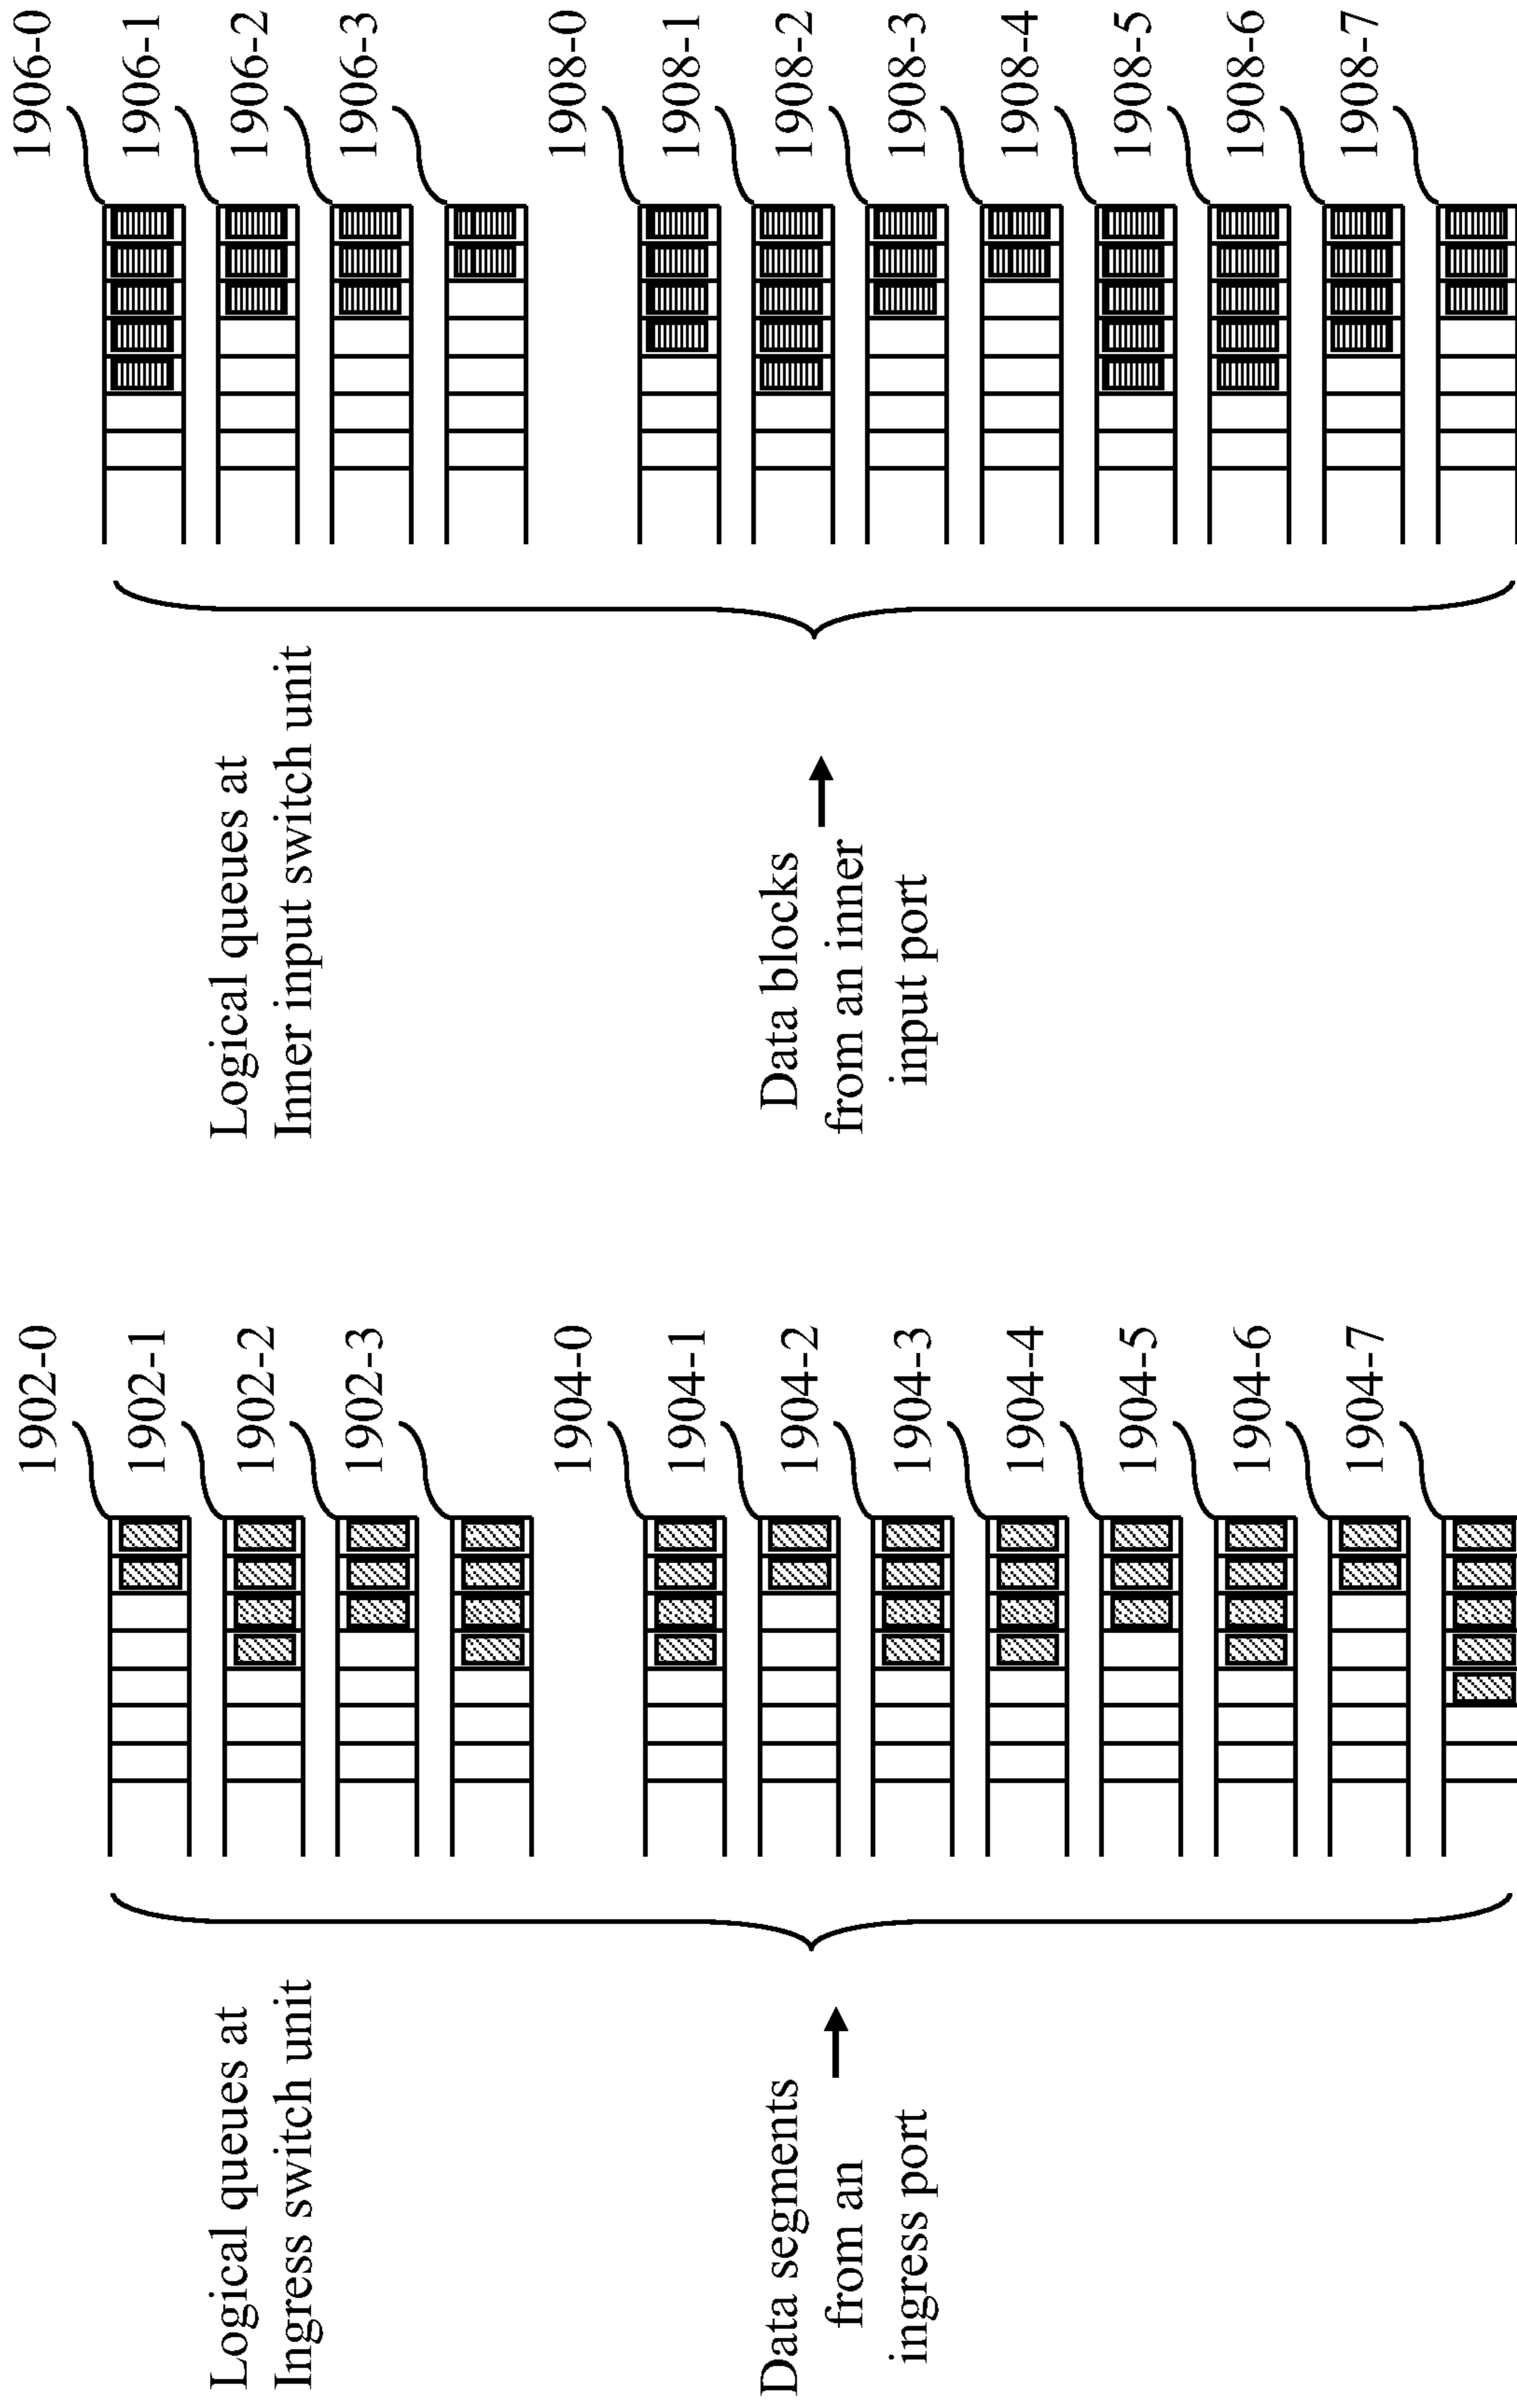 Logical queues at
Ingress switch unit
Data segments
from an
ingress port
1902-0
1902-1
1902-2
1902-3
1904-0
1904-1
1904-2
1904-3
1904-4
1904-5
1904-6
1904-7
Logical queues at
Inner input switch unit
Data blocks
from an inner
input port
1906-0
1906-1
1906-2
1906-3
1908-0
1908-1
1908-2
1908-3
1908-4
1908-5
1908-6
1908-7